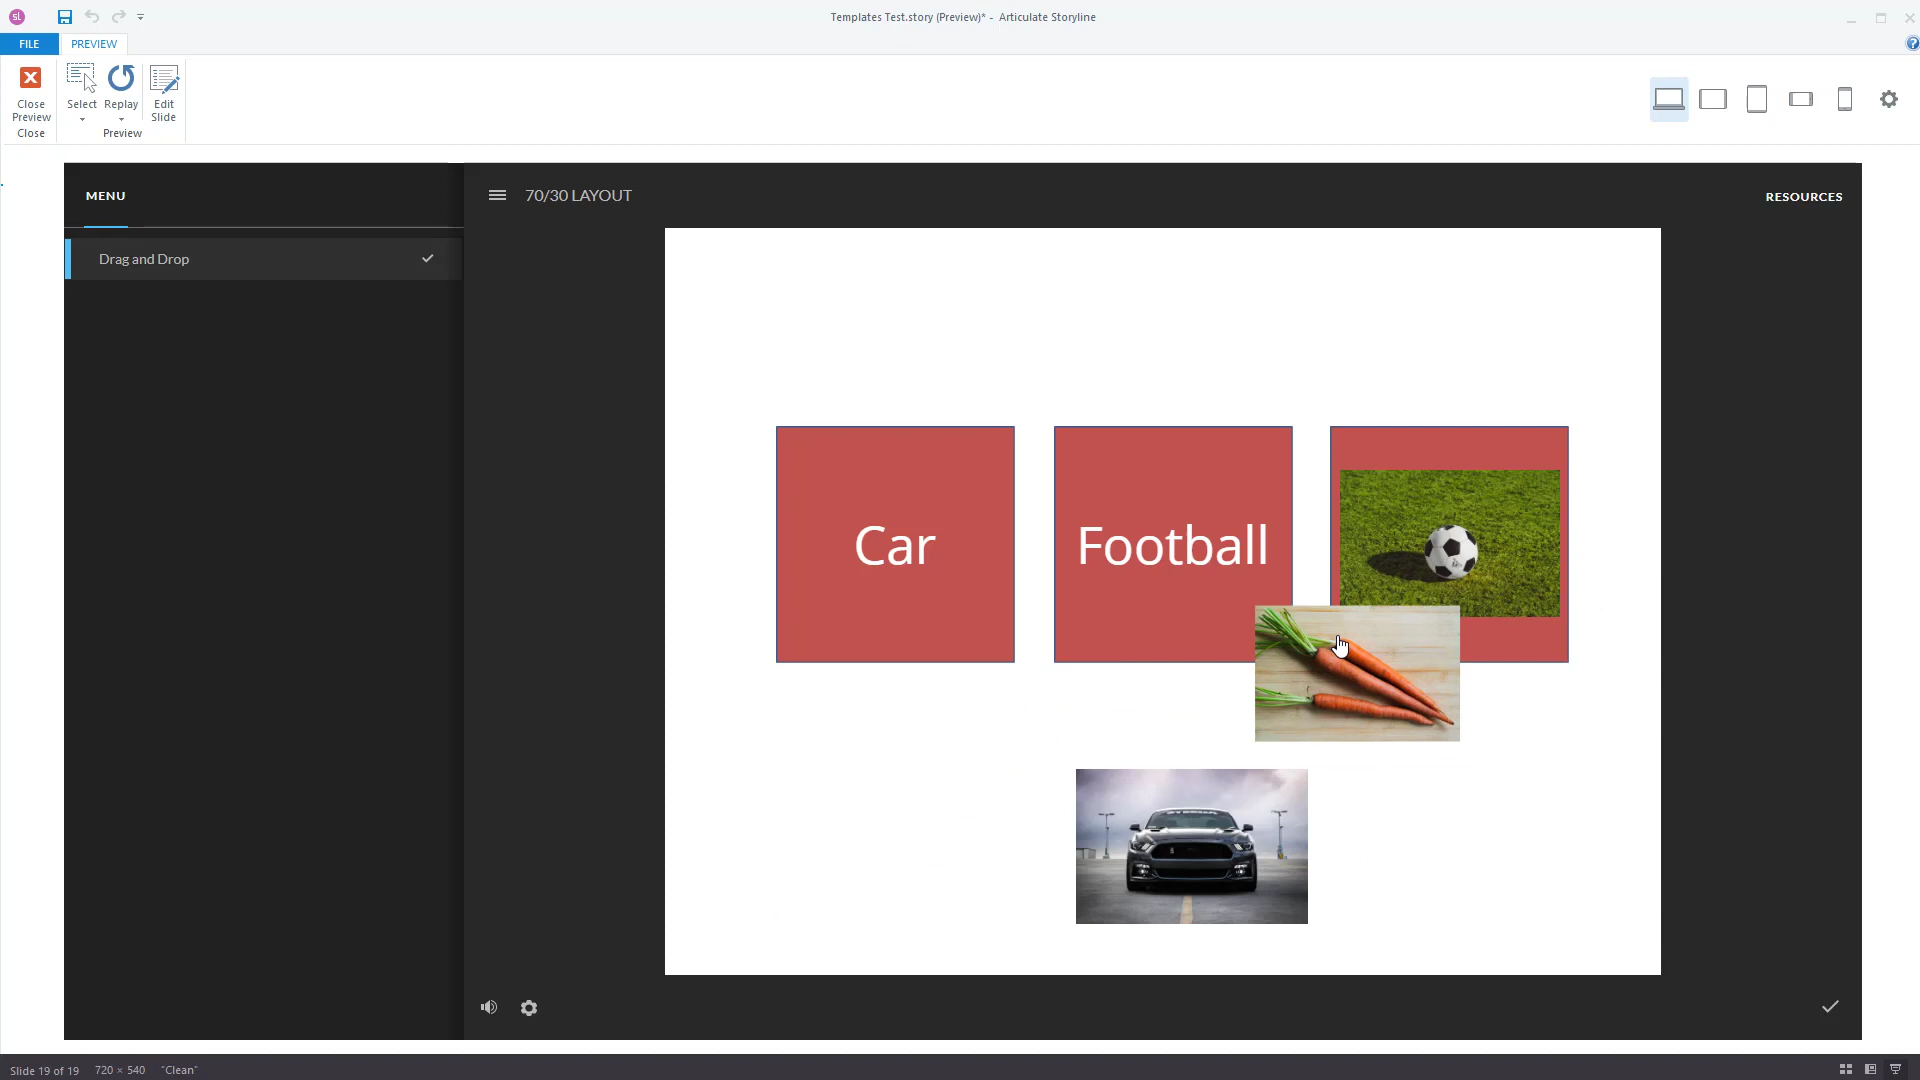 sl
Templates Test.story (Preview)* - Articulate Storyline
FILE
PREVIEW
?
Close
Preview
Close
Select
Replay
Edit
Slide
Preview
MENU
70/30 LAYOUT
RESOURCES
Drag and Drop
Car
Football
Slide 19 of 19
720 × 540
"Clean"